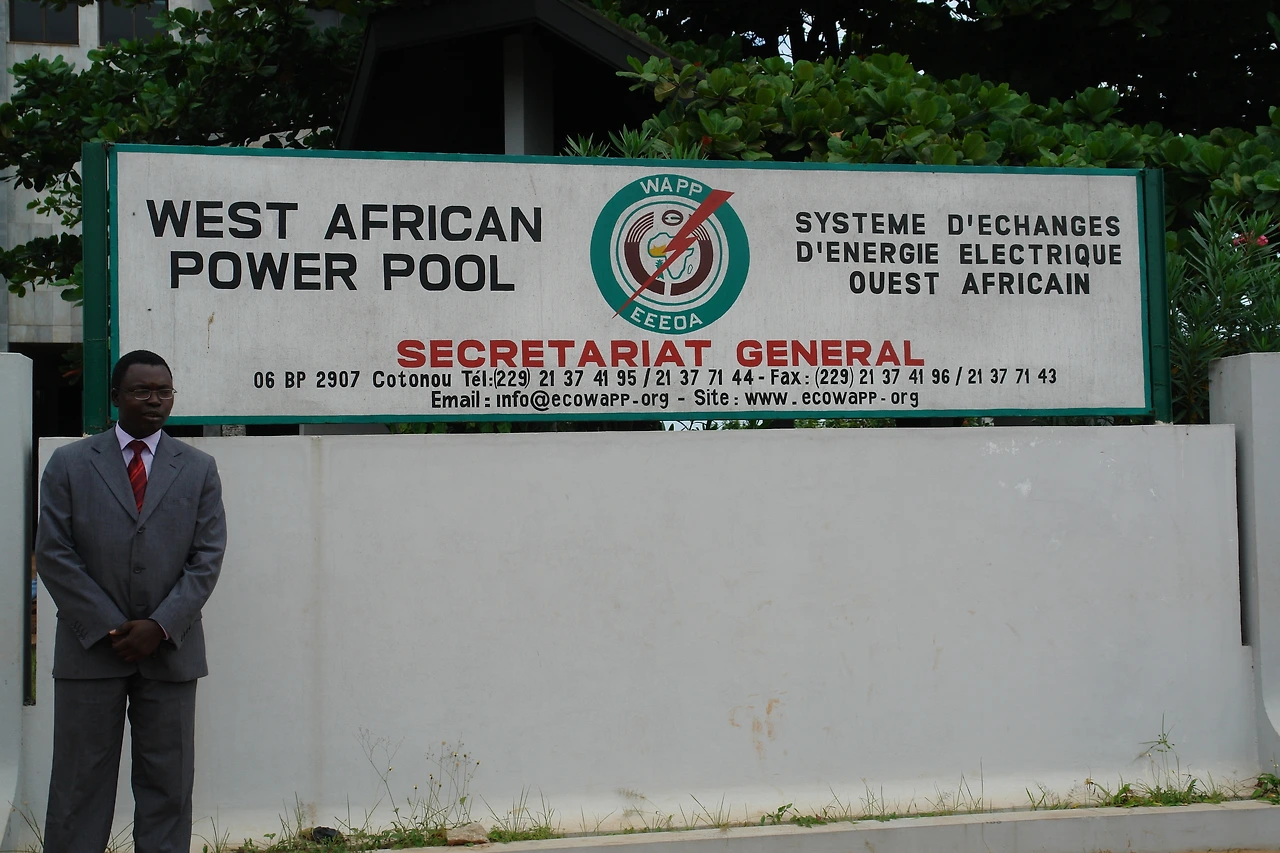 WEST AFRICAN
POWER POOL
WAPP
EEEOA
SYSTEME D'ECHANGES
D'ENERGIE ELECTRIQUE
OUEST AFRICAIN
SECRETARIAT GENERAL
06 BP 2907 Cotonou Tél:(229) 21 37 41 95 / 21 37 71 44 - Fax : (229) 21 37 41 96 / 21 37 71 43
Email : info@ecowapp-org - Site : www.ecowapp-org